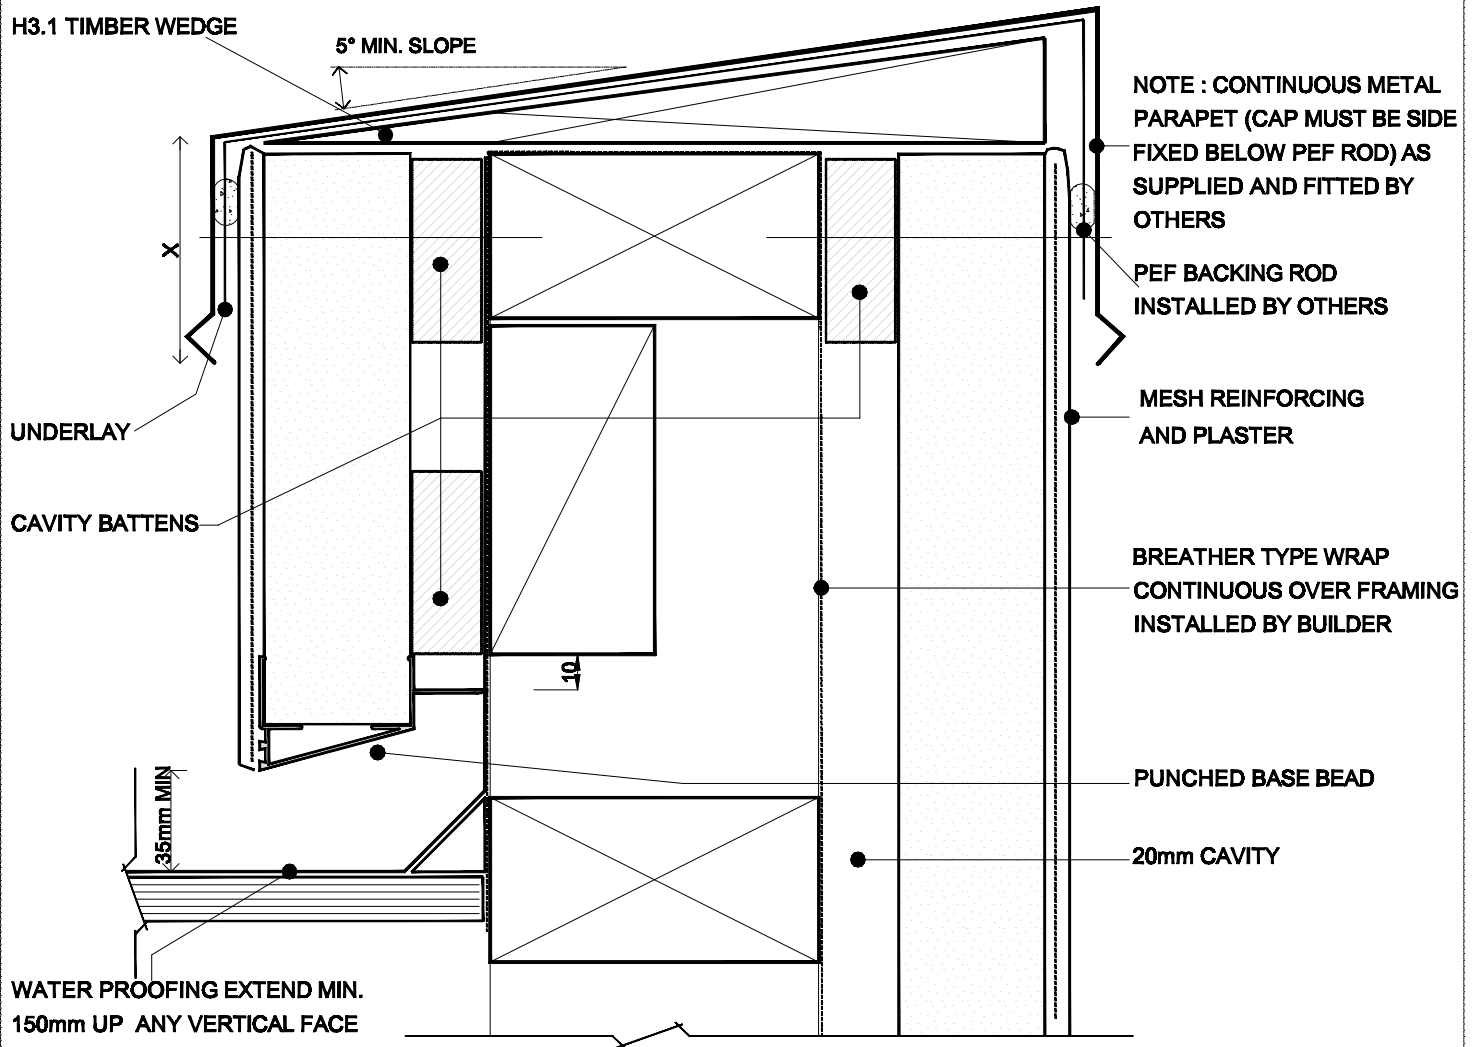 H3.1 TIMBER WEDGE
5° MIN. SLOPE
NOTE : CONTINUOUS METAL
PARAPET (CAP MUST BE SIDE
FIXED BELOW PEF ROD) AS
SUPPLIED AND FITTED BY
OTHERS
X
PEF BACKING ROD
INSTALLED BY OTHERS
UNDERLAY
MESH REINFORCING
AND PLASTER
CAVITY BATTENS
BREATHER TYPE WRAP
CONTINUOUS OVER FRAMING
INSTALLED BY BUILDER
10
PUNCHED BASE BEAD
35mm MIN
20mm CAVITY
WATER PROOFING EXTEND MIN.
150mm UP ANY VERTICAL FACE